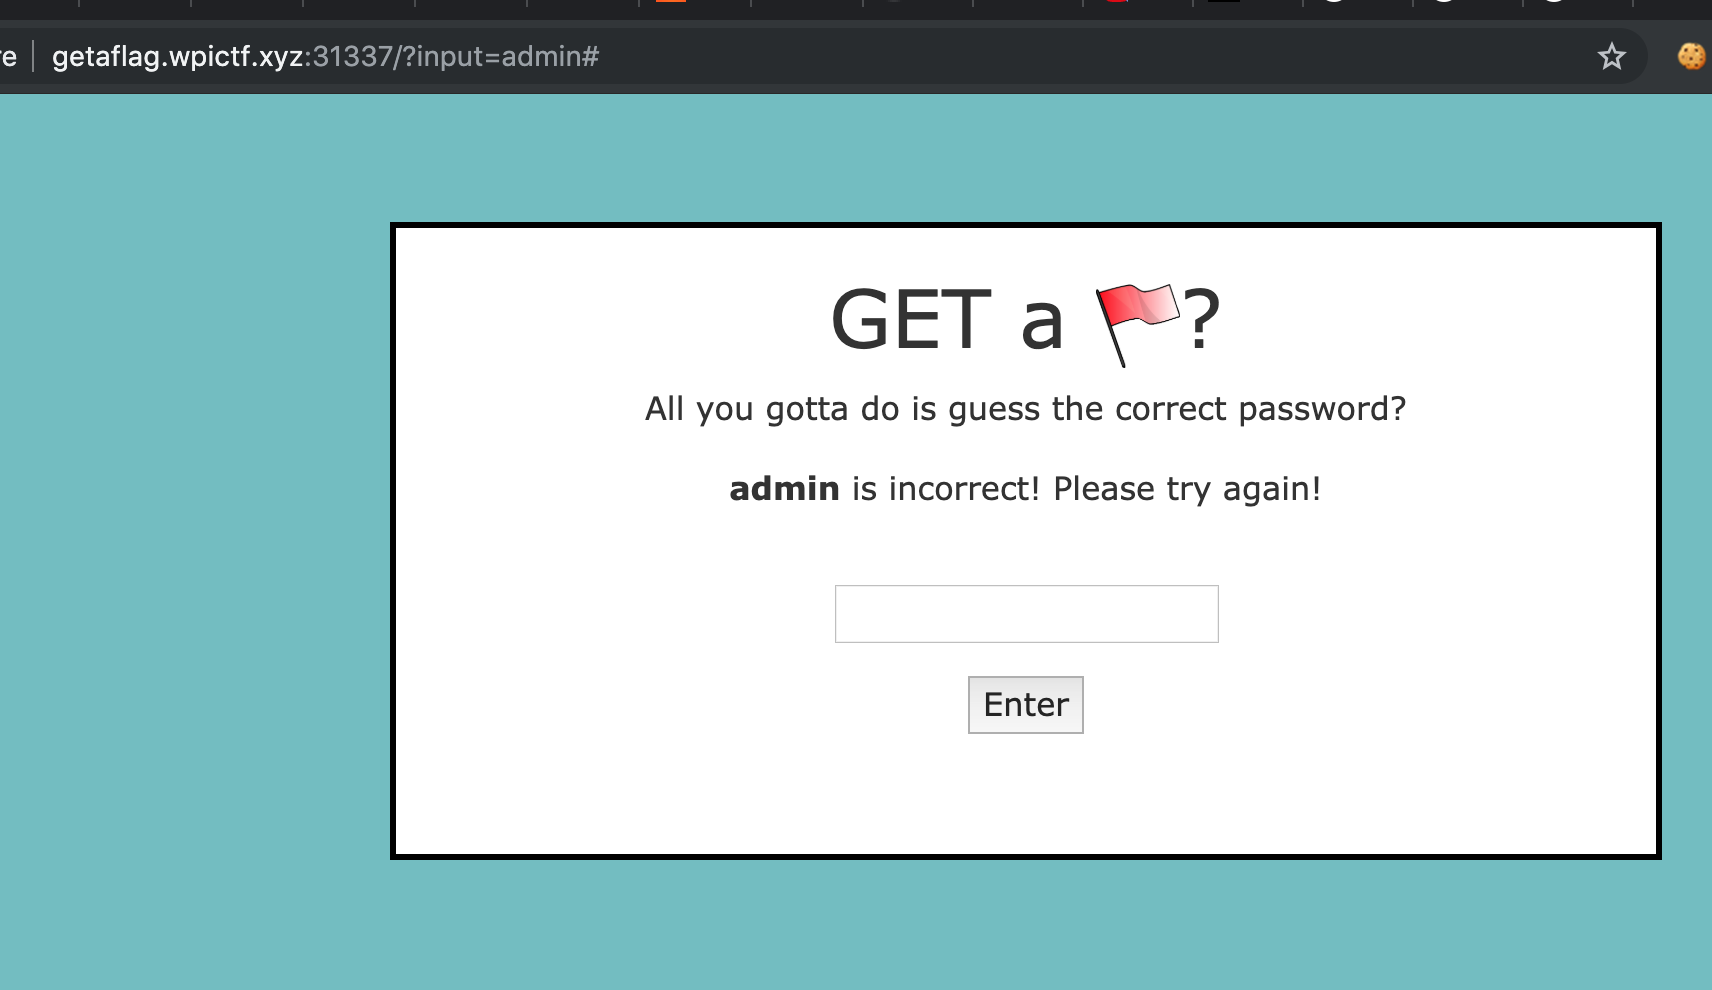 re getaflag.wpictf.xyz:31337/?input=admin#
GET a 🚩?
All you gotta do is guess the correct password?
admin is incorrect! Please try again!
Enter